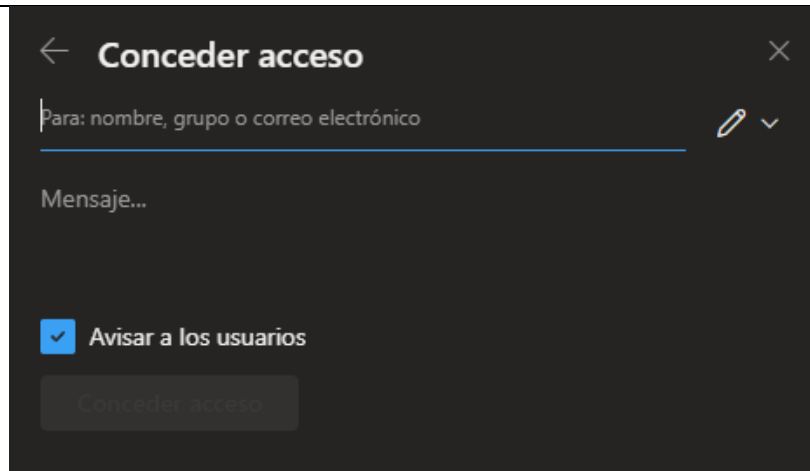 Conceder acceso
Para: nombre, grupo o correo electrónico
Mensaje...
Avisar a los usuarios
Conceder acceso